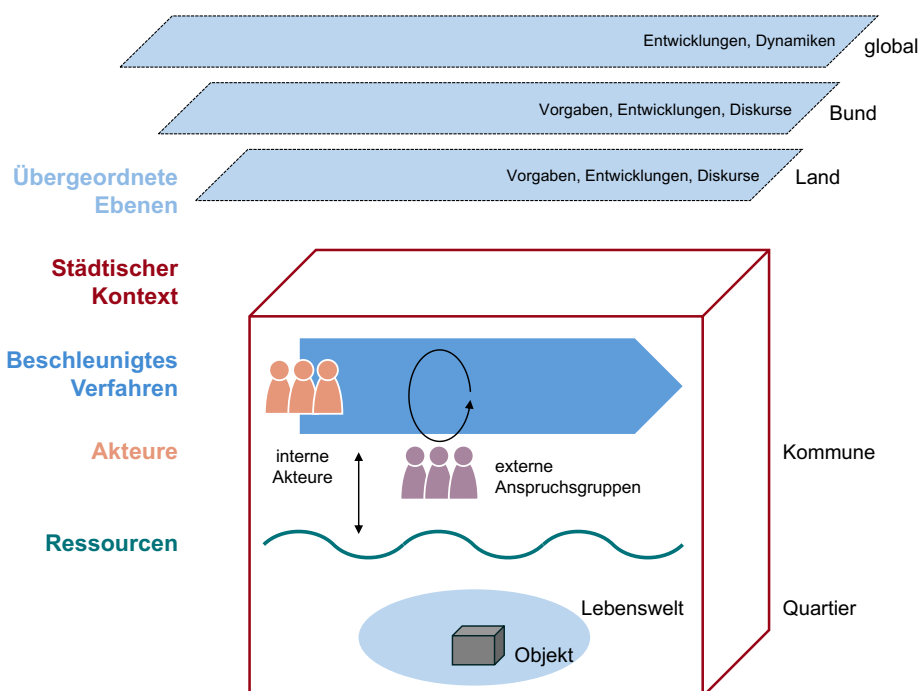 Entwicklungen, Dynamiken
global
Vorgaben, Entwicklungen, Diskurse
Bund
Übergeordnete
Ebenen
Vorgaben, Entwicklungen, Diskurse
Land
Städtischer
Kontext
Beschleunigtes
Verfahren
Akteure
interne
Akteure
externe
Anspruchsgruppen
Kommune
Ressourcen
Lebenswelt
Quartier
Objekt